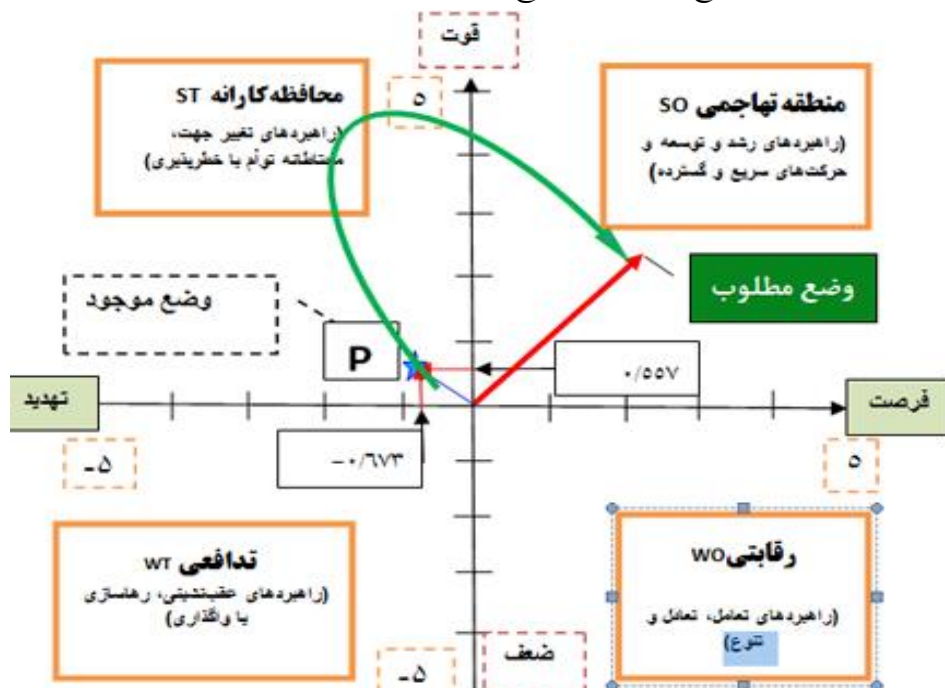 قوت
۵
منطقه تهاجمی SO
(راهبردهای رشد و توسعه و
حرکت‌های سریع و گسترده)
محافظه‌کارانه ST
(راهبردهای تغییر جهت،
محتاطانه توأم با خطرپذیری)
وضع مطلوب
وضع موجود
P
۰/۵۵۷
فرصت
تهدید
-۰/۶۷۳
۵
-۵
رقابتی WO
(راهبردهای تعامل، تعادل و
تنوع)
تدافعی WT
(راهبردهای عقب‌نشینی، رهاسازی
یا واگذاری)
ضعف
-۵